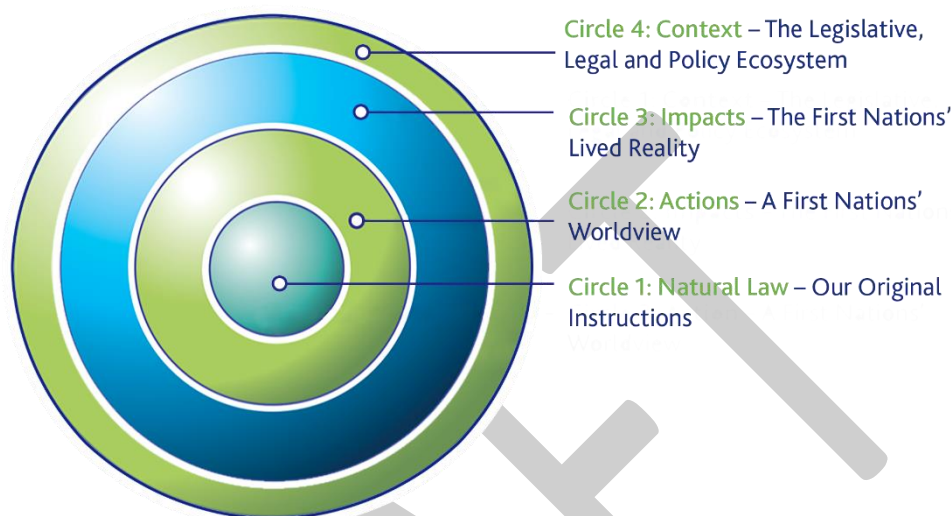 Circle 4: Context – The Legislative,
Legal and Policy Ecosystem
Circle 3: Impacts – The First Nations’
Lived Reality
Circle 2: Actions – A First Nations’
Worldview
Circle 1: Natural Law – Our Original
Instructions